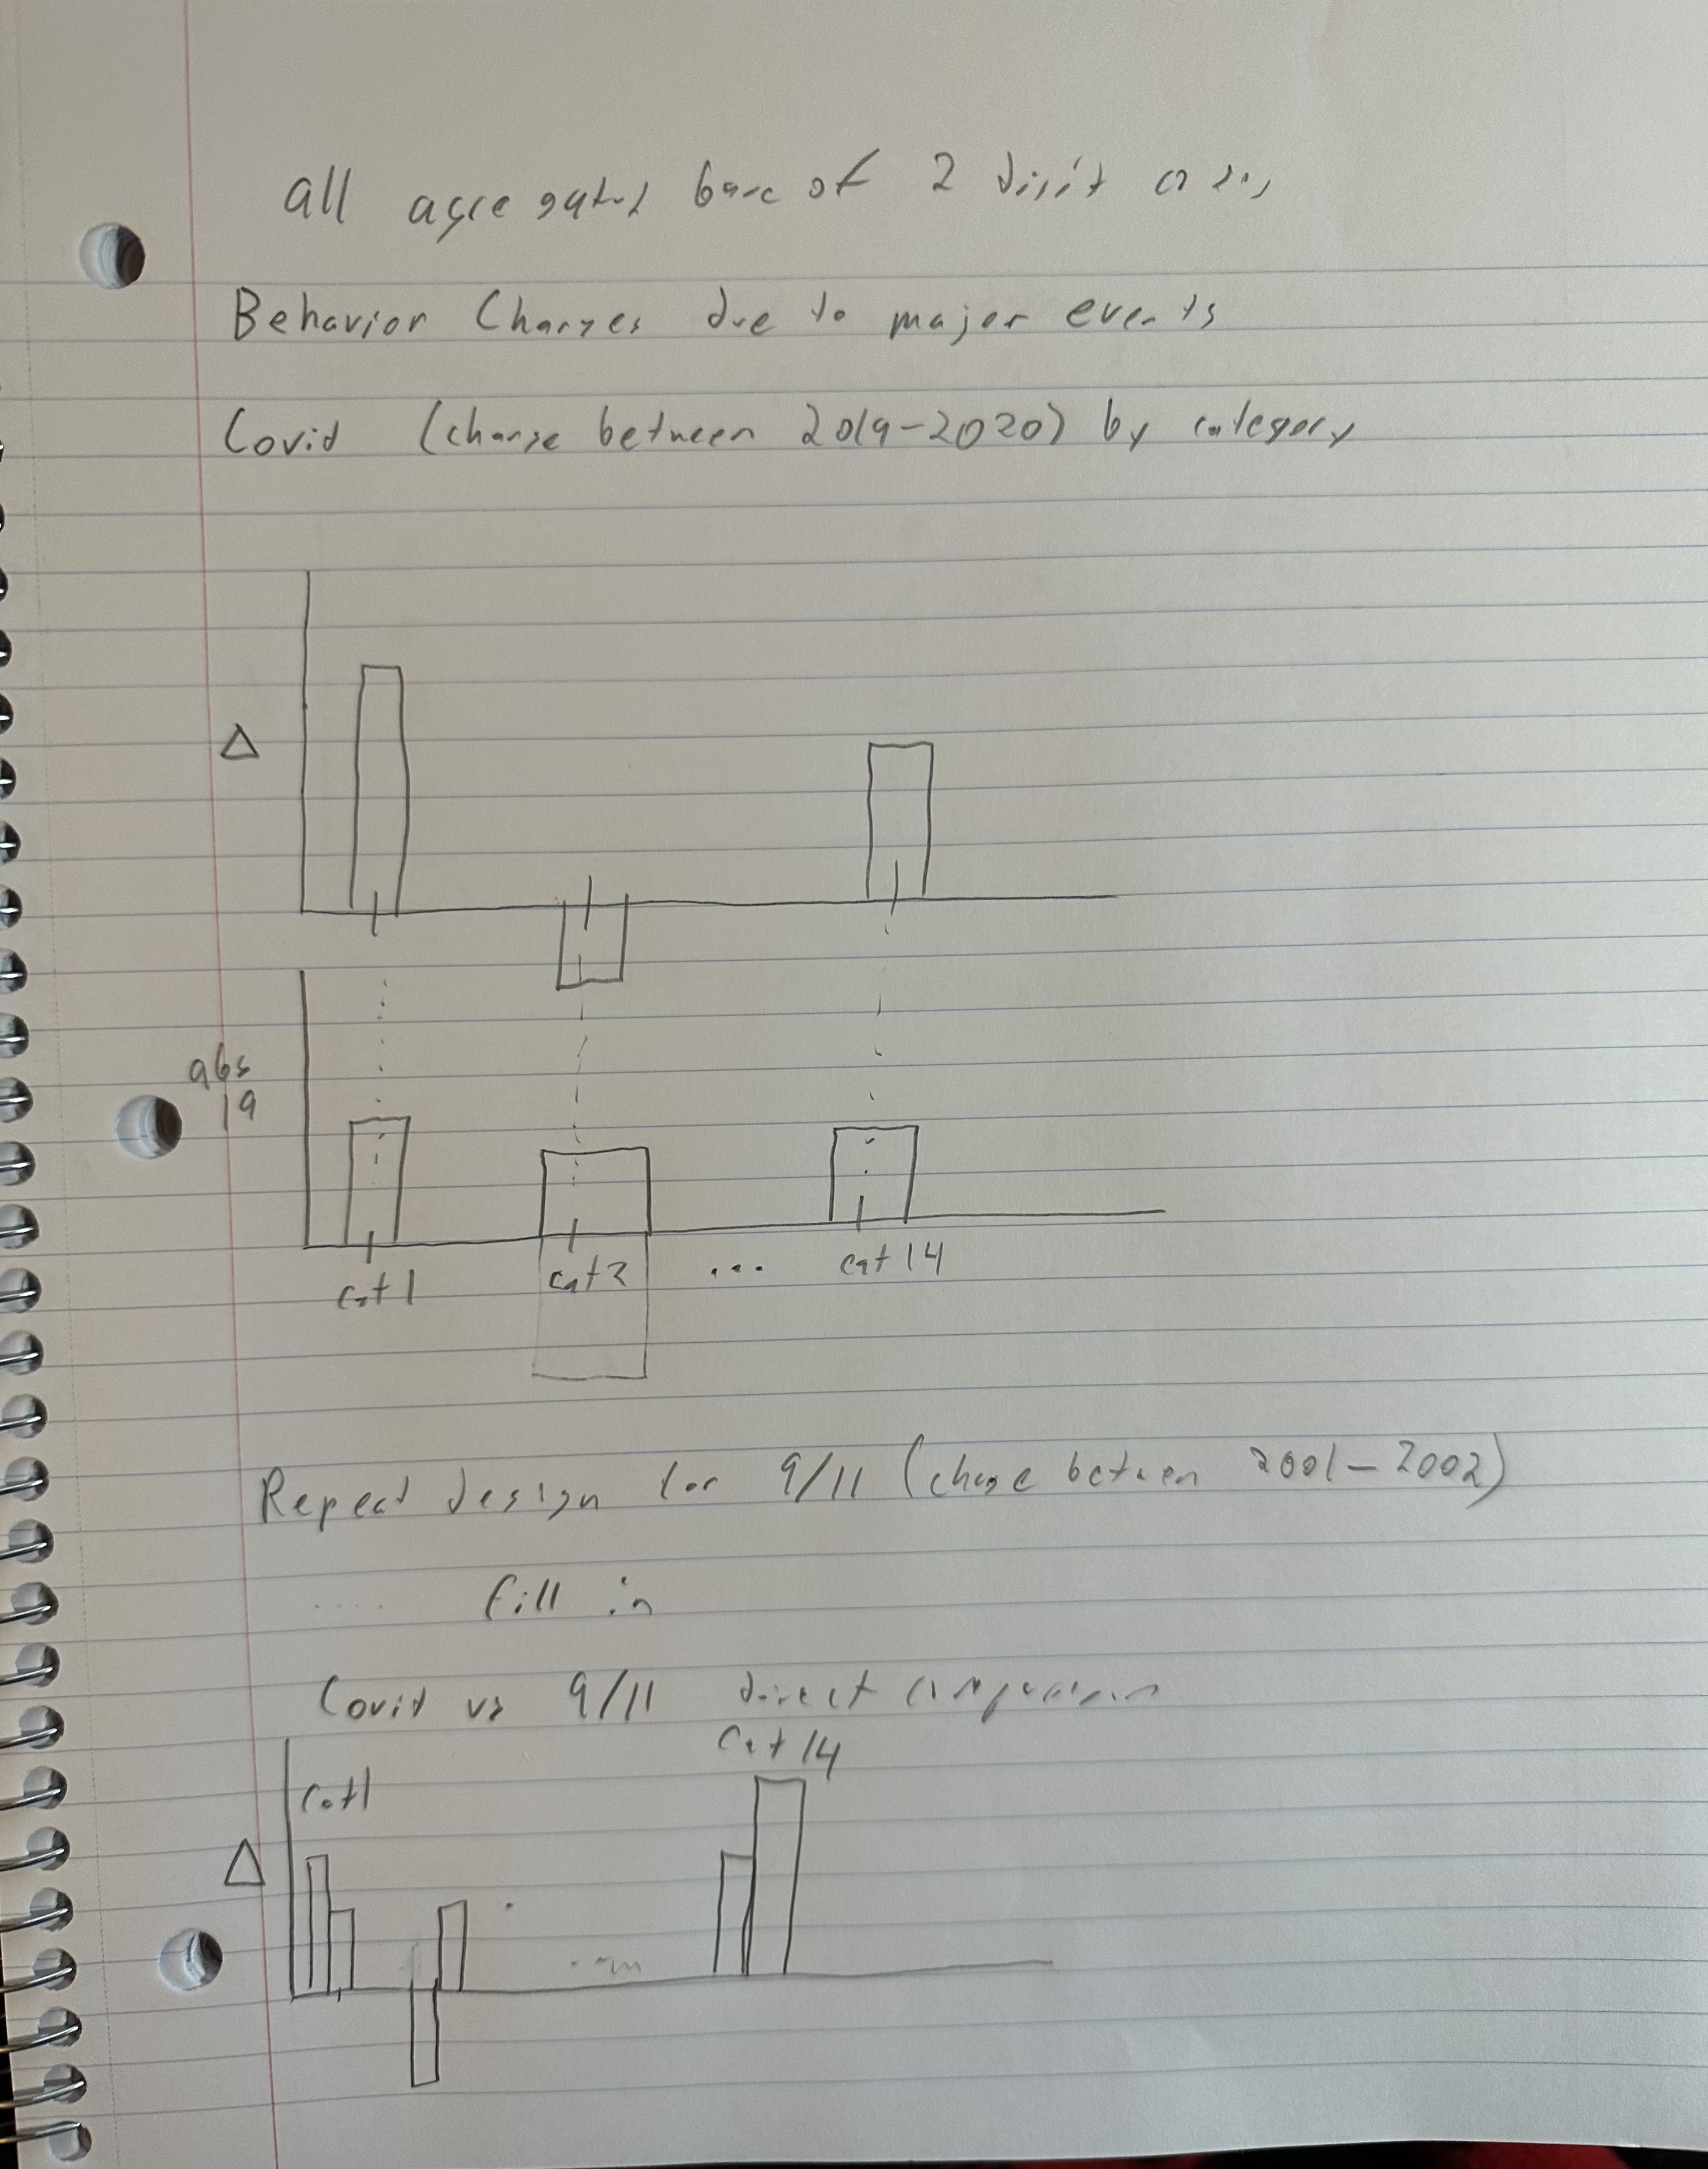 all aggregated base of 2 digit codes
Behavior Changes due to major events
Covid (change between 2019-2020) by category
Δ
abs
19
cat 1 cat 2 ... cat 14
Repeat design for 9/11 (change between 2001-2002)
.... fill in
Covid vs 9/11 direct comparison
cat 14
cat 1
Δ